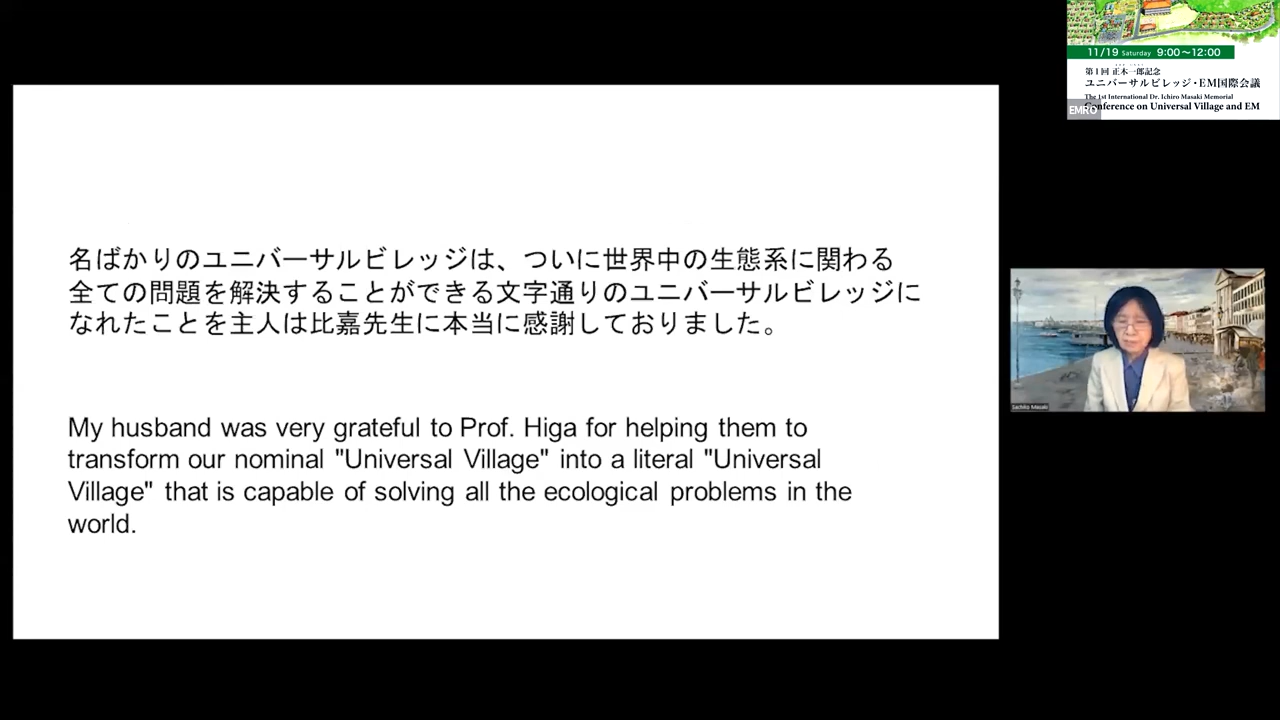 名ばかりのユニバーサルビレッジは、ついに世界中の生態系に関わる
全ての問題を解決することができる文字通りのユニバーサルビレッジに
なれたことを主人は比嘉先生に本当に感謝しておりました。
My husband was very grateful to Prof. Higa for helping them to
transform our nominal "Universal Village" into a literal "Universal
Village" that is capable of solving all the ecological problems in the
world.
11/19 Saturday 9:00～12:00
第1回 正木一郎記念
ユニバーサルビレッジ・EM国際会議
The 1st International Dr. Ichiro Masaki Memorial
Conference on Universal Village and EM
EMRO
Sachiko Masaki